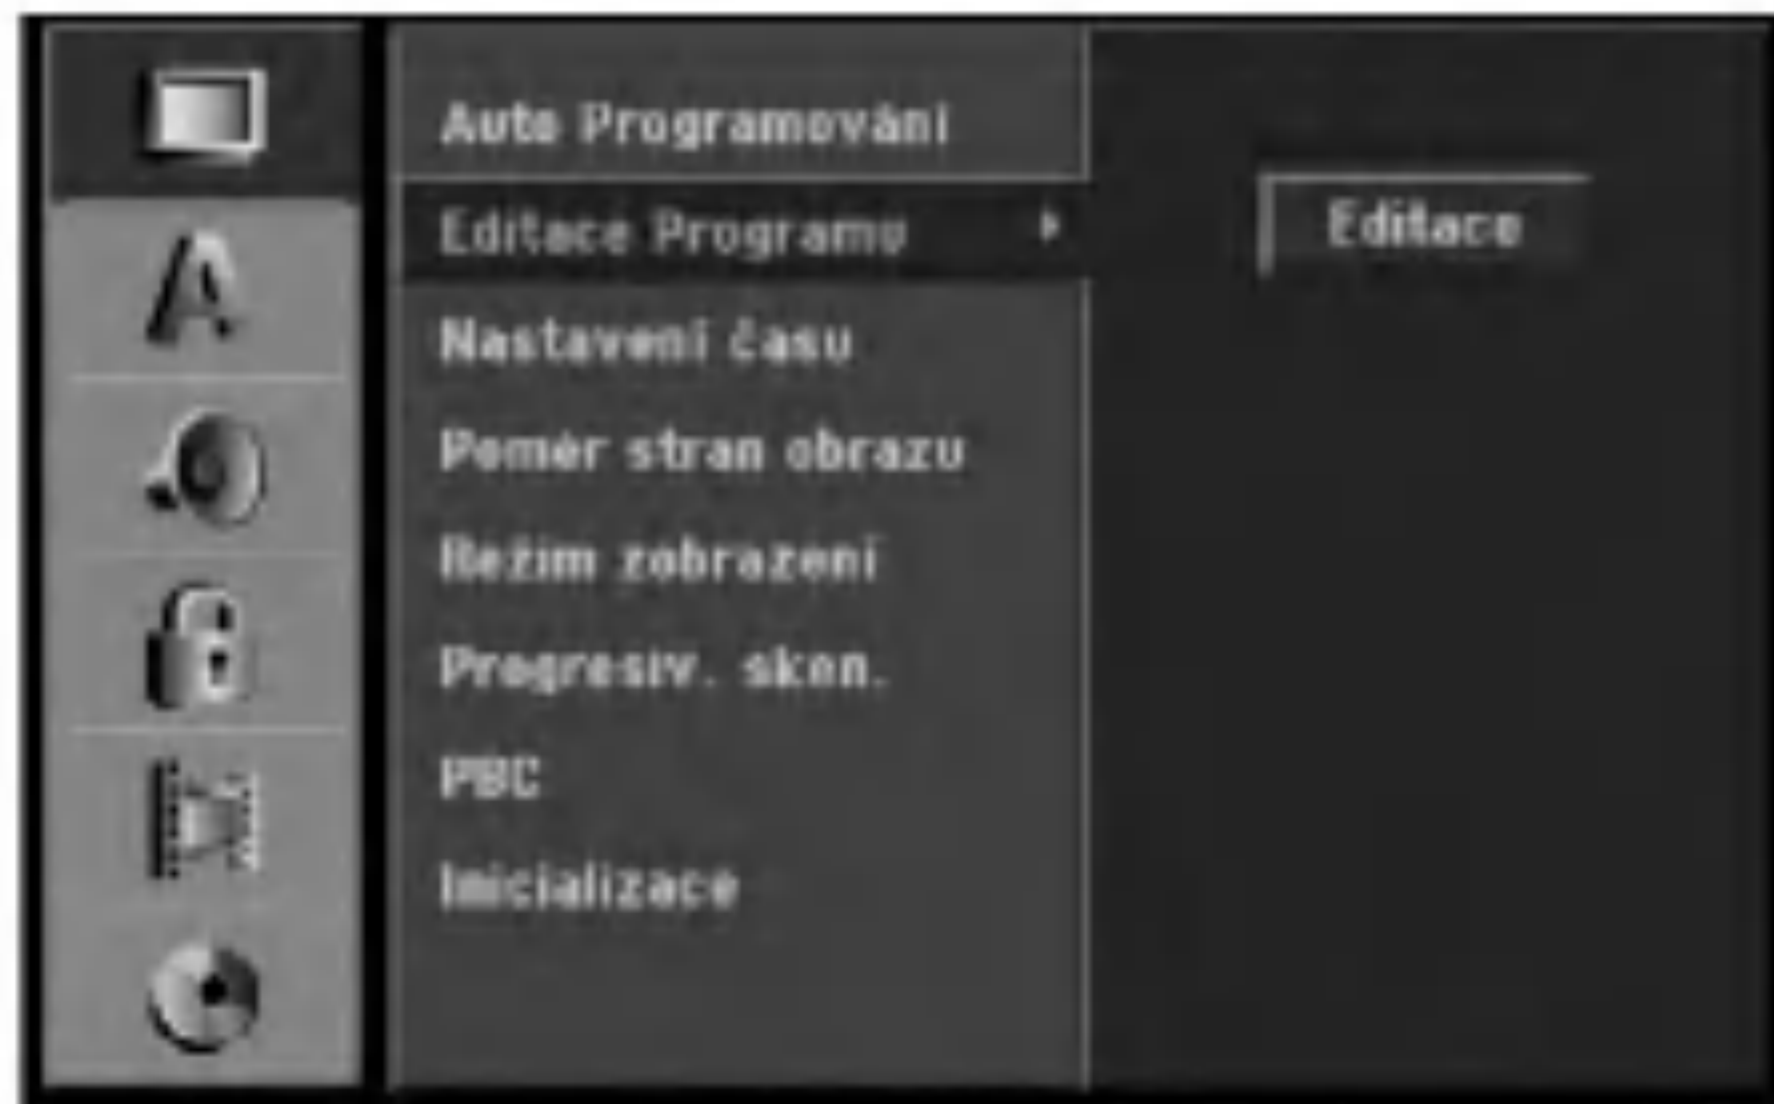 Auto Programování
Editace Programu
Editace
Nastavení času
Poměr stran obrazu
Režim zobrazení
Progresiv. sken.
PBC
Inicializace